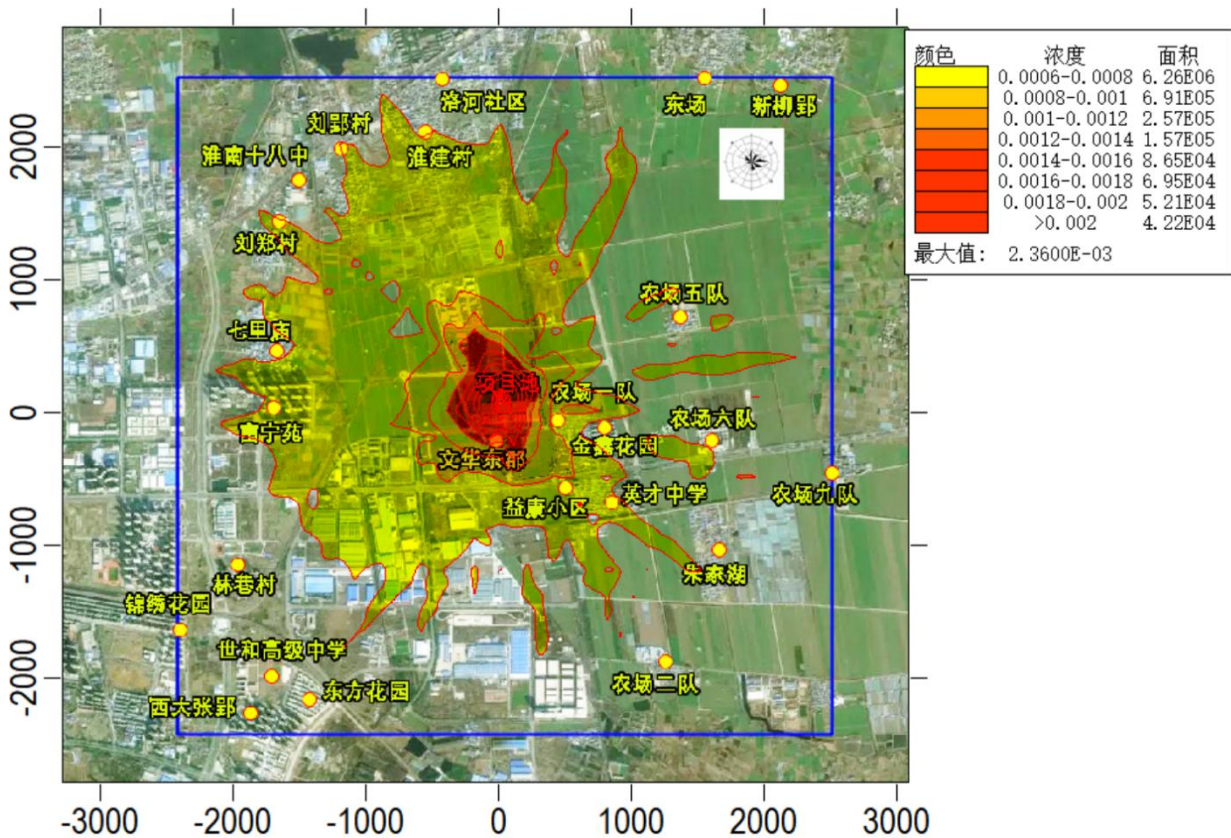 颜色 浓度 面积
0.0006-0.0008 6.26E06
0.0008-0.001 6.91E05
0.001-0.0012 2.57E05
0.0012-0.0014 1.57E05
0.0014-0.0016 8.65E04
0.0016-0.0018 6.95E04
0.0018-0.002 5.21E04
>0.002 4.22E04
最大值: 2.3600E-03
洛河社区
东场
新柳郢
刘郢村
淮建村
淮南十八中
刘郑村
农场五队
七里庙
农场一队
富宁苑
农场六队
金鑫花园
文华东郡
益康小区
英才中学
农场九队
朱家湖
林巷村
锦绣花园
世和高级中学
农场二队
东方花园
西大张郢
2000
1000
0
-1000
-2000
-3000 -2000 -1000 0 1000 2000 3000